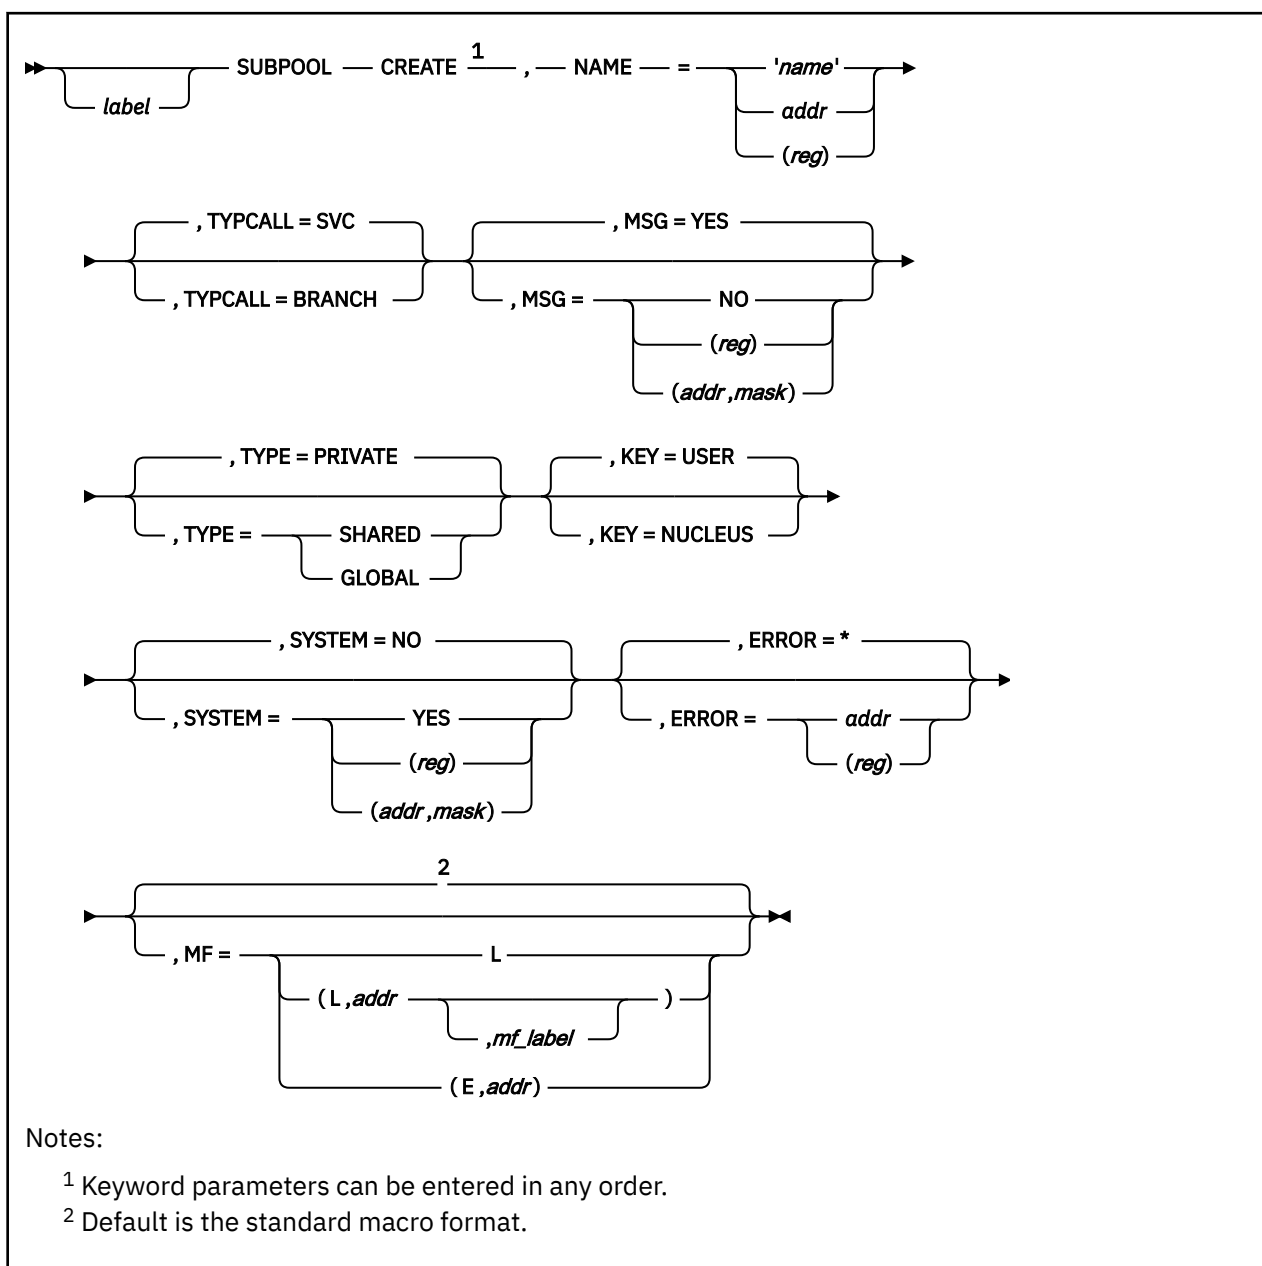 SUBPOOL CREATE 1 , NAME = 'name'
label addr
(reg)
, TYPCALL = SVC , MSG = YES
, TYPCALL = BRANCH , MSG = NO
(reg)
(addr ,mask)
, TYPE = PRIVATE , KEY = USER
, TYPE = SHARED , KEY = NUCLEUS
GLOBAL
, SYSTEM = NO , ERROR = *
, SYSTEM = YES , ERROR = addr
(reg) (reg)
(addr ,mask)
2
, MF = L
( L ,addr )
,mf_label
( E ,addr )
Notes:
1 Keyword parameters can be entered in any order.
2 Default is the standard macro format.